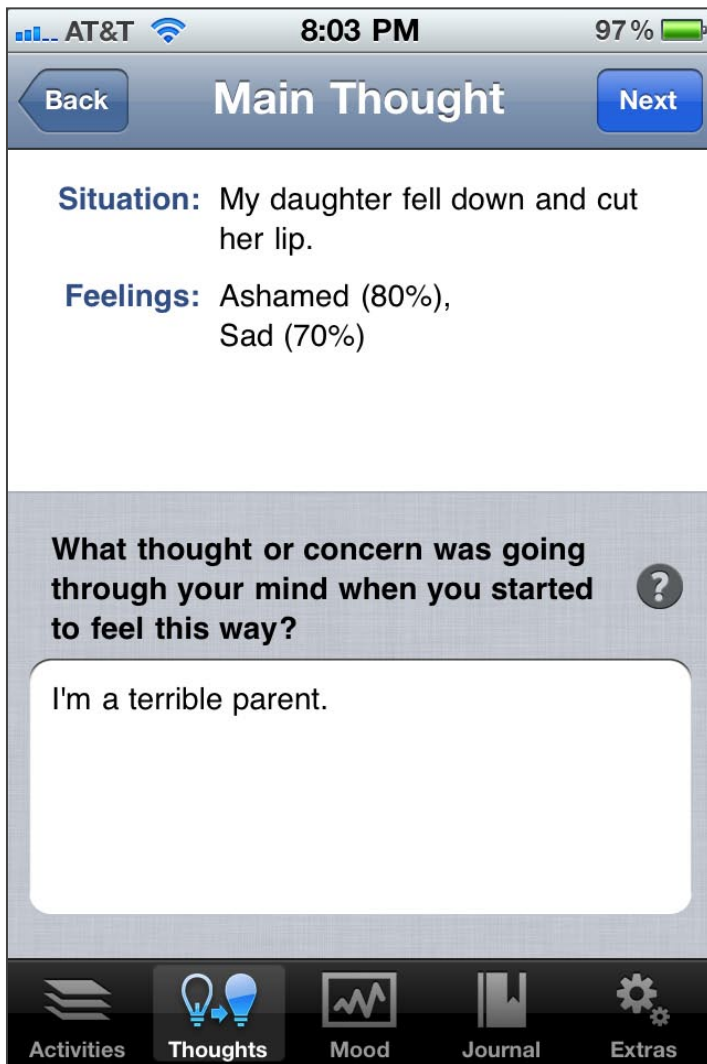 AT&T 8:03 PM 97%
Back Main Thought Next
Situation: My daughter fell down and cut
her lip.
Feelings: Ashamed (80%),
Sad (70%)
What thought or concern was going
through your mind when you started
to feel this way?
?
I'm a terrible parent.
Activities Thoughts Mood Journal Extras